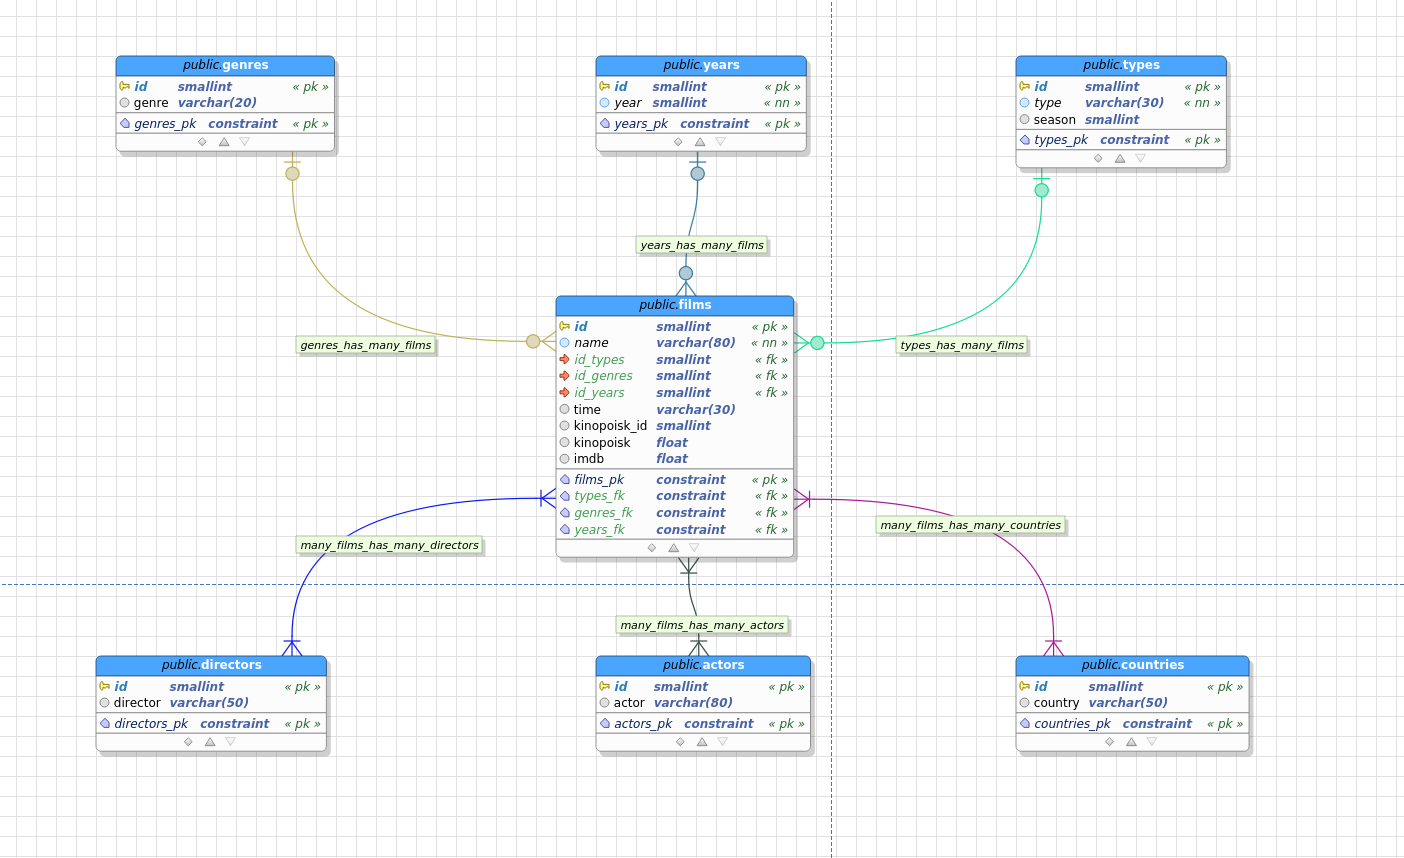 public.genres
id smallint « pk »
genre varchar(20)
genres_pk constraint « pk »
public.years
id smallint « pk »
year smallint « nn »
years_pk constraint « pk »
public.types
id smallint « pk »
type varchar(30) « nn »
season smallint
types_pk constraint « pk »
years_has_many_films
genres_has_many_films
types_has_many_films
public.films
id smallint « pk »
name varchar(80) « nn »
id_types smallint « fk »
id_genres smallint « fk »
id_years smallint « fk »
time varchar(30)
kinopoisk_id smallint
kinopoisk float
imdb float
films_pk constraint « pk »
types_fk constraint « fk »
genres_fk constraint « fk »
years_fk constraint « fk »
many_films_has_many_directors
many_films_has_many_countries
many_films_has_many_actors
public.directors
id smallint « pk »
director varchar(50)
directors_pk constraint « pk »
public.actors
id smallint « pk »
actor varchar(80)
actors_pk constraint « pk »
public.countries
id smallint « pk »
country varchar(50)
countries_pk constraint « pk »